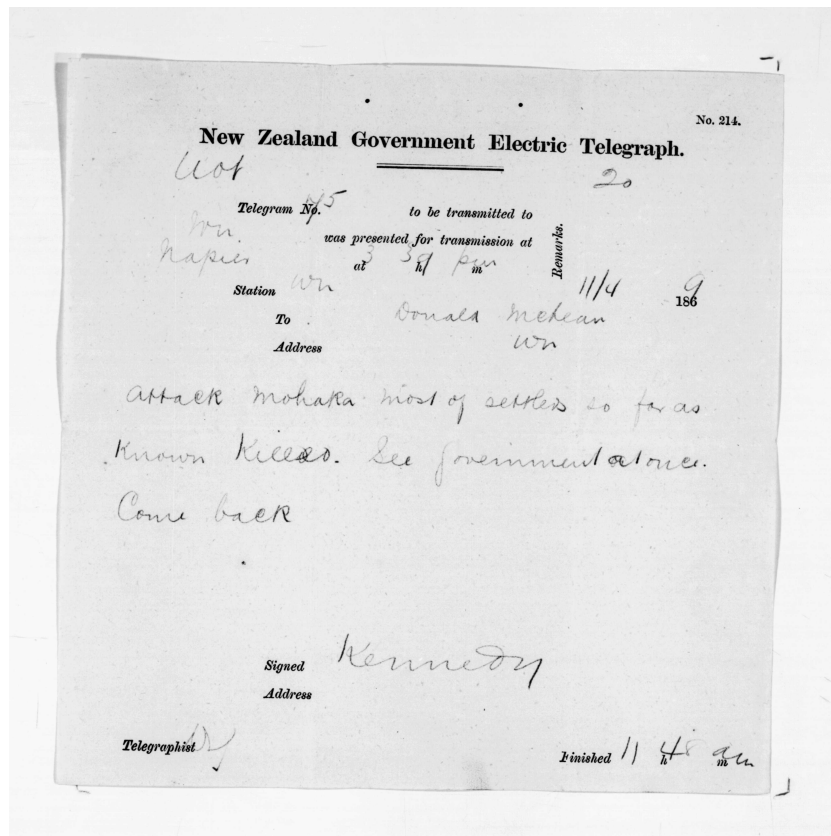 No. 214.
New Zealand Government Electric Telegraph.
20
Telegram No. 45 to be transmitted to
Wn
Napier was presented for transmission at
at 3 h m pm
Remarks.
Station Wn 11/4 1869
To Donald McLean
Address Wn
Attack Mohaka most of settlers so far as
Known Killed. See Government at once.
Come back
Signed Kennedy
Address
Telegraphist
Finished 11 h 48 m am